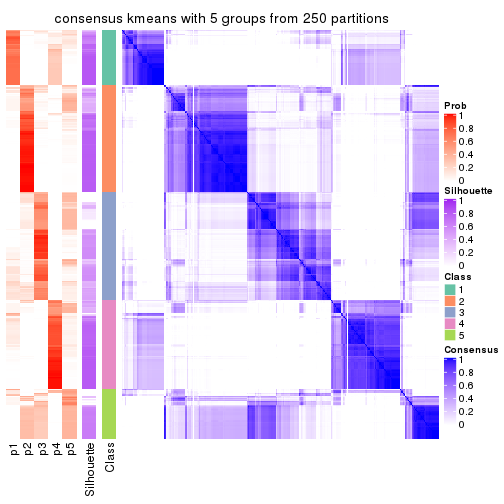 consensus kmeans with 5 groups from 250 partitions
Prob
1
0.8
0.6
0.4
0.2
0
Silhouette
1
0.8
0.6
0.4
0.2
0
Class
1
2
3
4
5
Consensus
1
0.8
0.6
0.4
0.2
0
p1
p2
p3
p4
p5
Silhouette
Class